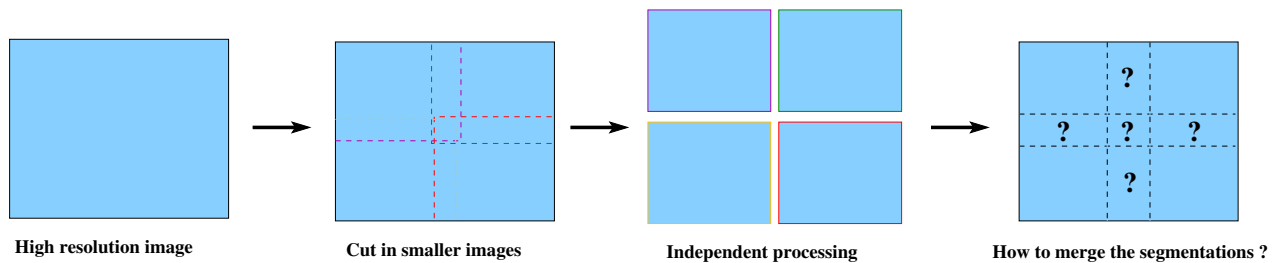 ?
? ? ?
?
High resolution image
Cut in smaller images
Independent processing
How to merge the segmentations ?